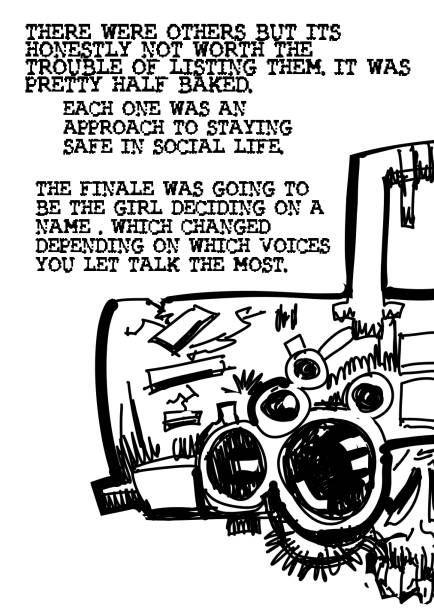 THERE WERE OTHERS BUT ITS
HONESTLY NOT WORTH THE
TROUBLE OF LISTING THEM. IT WAS
PRETTY HALF BAKED.
EACH ONE WAS AN
APPROACH TO STAYING
SAFE IN SOCIAL LIFE.
THE FINALE WAS GOING TO
BE THE GIRL DECIDING ON A
NAME , WHICH CHANGED
DEPENDING ON WHICH VOICES
YOU LET TALK THE MOST.